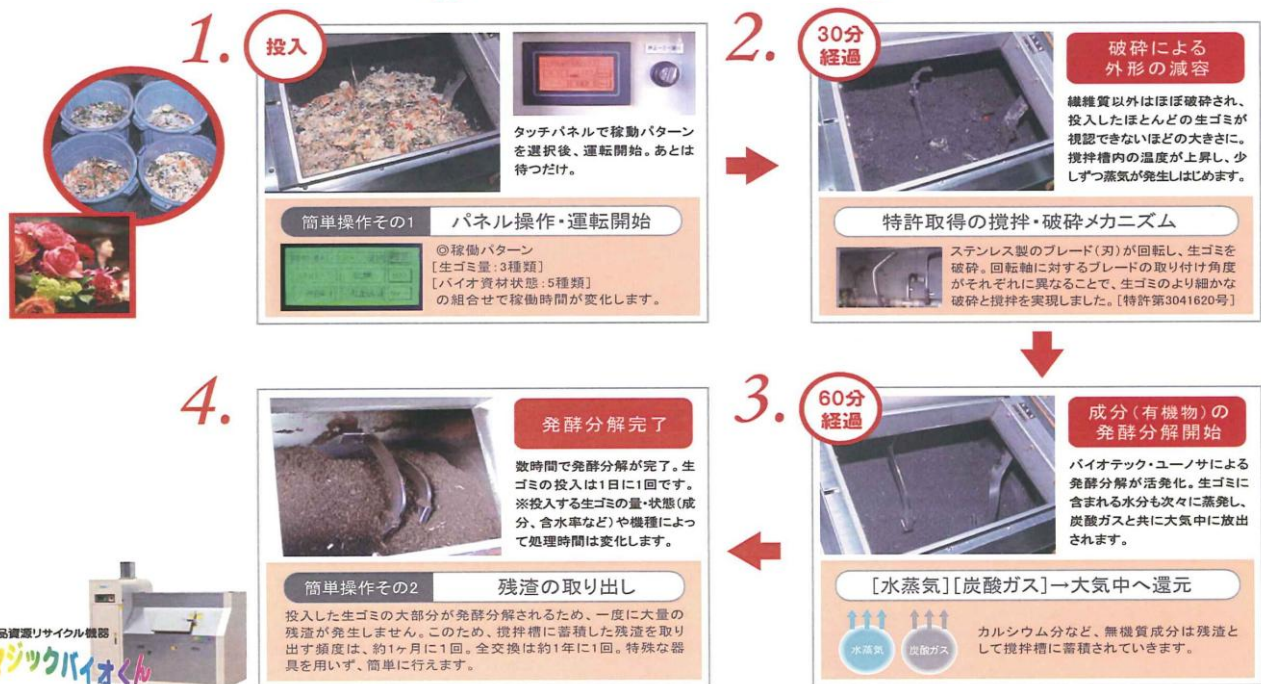 1.
投入
タッチパネルで稼動パターン
を選択後、運転開始。あとは
待つだけ。
簡単操作その1
パネル操作・運転開始
◎稼働パターン
[生ゴミ量:3種類]
[バイオ資材状態:5種類]
の組合せで稼働時間が変化します。
2.
30分
経過
破砕による
外形の減容
繊維質以外はほぼ破砕され、
投入したほとんどの生ゴミが
視認できないほどの大きさに。
撹拌槽内の温度が上昇し、少
しずつ蒸気が発生しはじめます。
特許取得の撹拌・破砕メカニズム
ステンレス製のブレード(刃)が回転し、生ゴミを
破砕。回転軸に対するブレードの取り付け角度
がそれぞれに異なることで、生ゴミのより細かな
破砕と撹拌を実現しました。[特許第3041620号]
3.
60分
経過
成分(有機物)の
発酵分解開始
バイオテック・ユーノサによる
発酵分解が活発化。生ゴミに
含まれる水分も次々に蒸発し、
炭酸ガスと共に大気中に放出
されます。
[水蒸気][炭酸ガス]→大気中へ還元
水蒸気
炭酸ガス
カルシウム分など、無機質成分は残渣と
して撹拌槽に蓄積されていきます。
4.
発酵分解完了
数時間で発酵分解が完了。生
ゴミの投入は1日に1回です。
※投入する生ゴミの量・状態(成
分、含水率など)や機種によっ
て処理時間は変化します。
簡単操作その2
残渣の取り出し
投入した生ゴミの大部分が発酵分解されるため、一度に大量の
残渣が発生しません。このため、撹拌槽に蓄積した残渣を取り
出す頻度は、約1ヶ月に1回。全交換は約1年に1回。特殊な器
具を用いず、簡単に行えます。
品資源リサイクル機器
マジックバイオくん